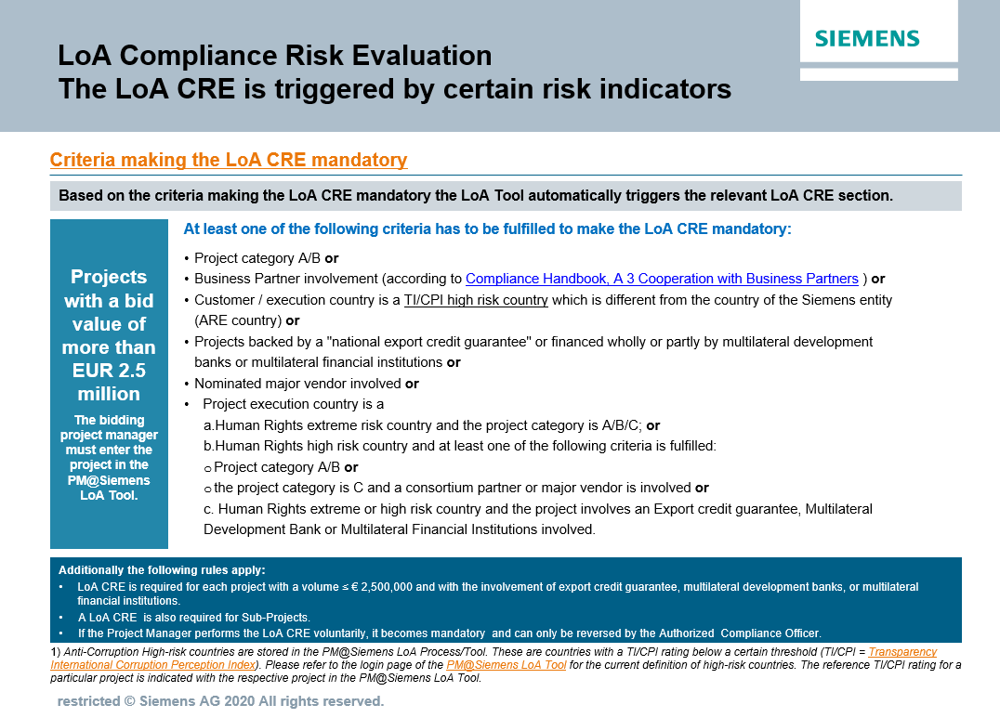 SIEMENS
LoA Compliance Risk Evaluation
The LoA CRE is triggered by certain risk indicators
Criteria making the LoA CRE mandatory
Based on the criteria making the LoA CRE mandatory the LoA Tool automatically triggers the relevant LoA CRE section.
Projects
with a bid
value of
more than
EUR 2.5
million
The bidding
project manager
must enter the
project in the
PM@Siemens
LoA Tool.
At least one of the following criteria has to be fulfilled to make the LoA CRE mandatory:
• Project category A/B or
• Business Partner involvement (according to Compliance Handbook, A 3 Cooperation with Business Partners ) or
• Customer / execution country is a TI/CPI high risk country which is different from the country of the Siemens entity
(ARE country) or
• Projects backed by a "national export credit guarantee" or financed wholly or partly by multilateral development
banks or multilateral financial institutions or
• Nominated major vendor involved or
• Project execution country is a
a.Human Rights extreme risk country and the project category is A/B/C; or
b.Human Rights high risk country and at least one of the following criteria is fulfilled:
o Project category A/B or
o the project category is C and a consortium partner or major vendor is involved or
c. Human Rights extreme or high risk country and the project involves an Export credit guarantee, Multilateral
Development Bank or Multilateral Financial Institutions involved.
Additionally the following rules apply:
• LoA CRE is required for each project with a volume ≤ € 2,500,000 and with the involvement of export credit guarantee, multilateral development banks, or multilateral
financial institutions.
• A LoA CRE is also required for Sub-Projects.
• If the Project Manager performs the LoA CRE voluntarily, it becomes mandatory and can only be reversed by the Authorized Compliance Officer.
1) Anti-Corruption High-risk countries are stored in the PM@Siemens LoA Process/Tool. These are countries with a TI/CPI rating below a certain threshold (TI/CPI = Transparency
International Corruption Perception Index). Please refer to the login page of the PM@Siemens LoA Tool for the current definition of high-risk countries. The reference TI/CPI rating for a
particular project is indicated with the respective project in the PM@Siemens LoA Tool.
restricted © Siemens AG 2020 All rights reserved.